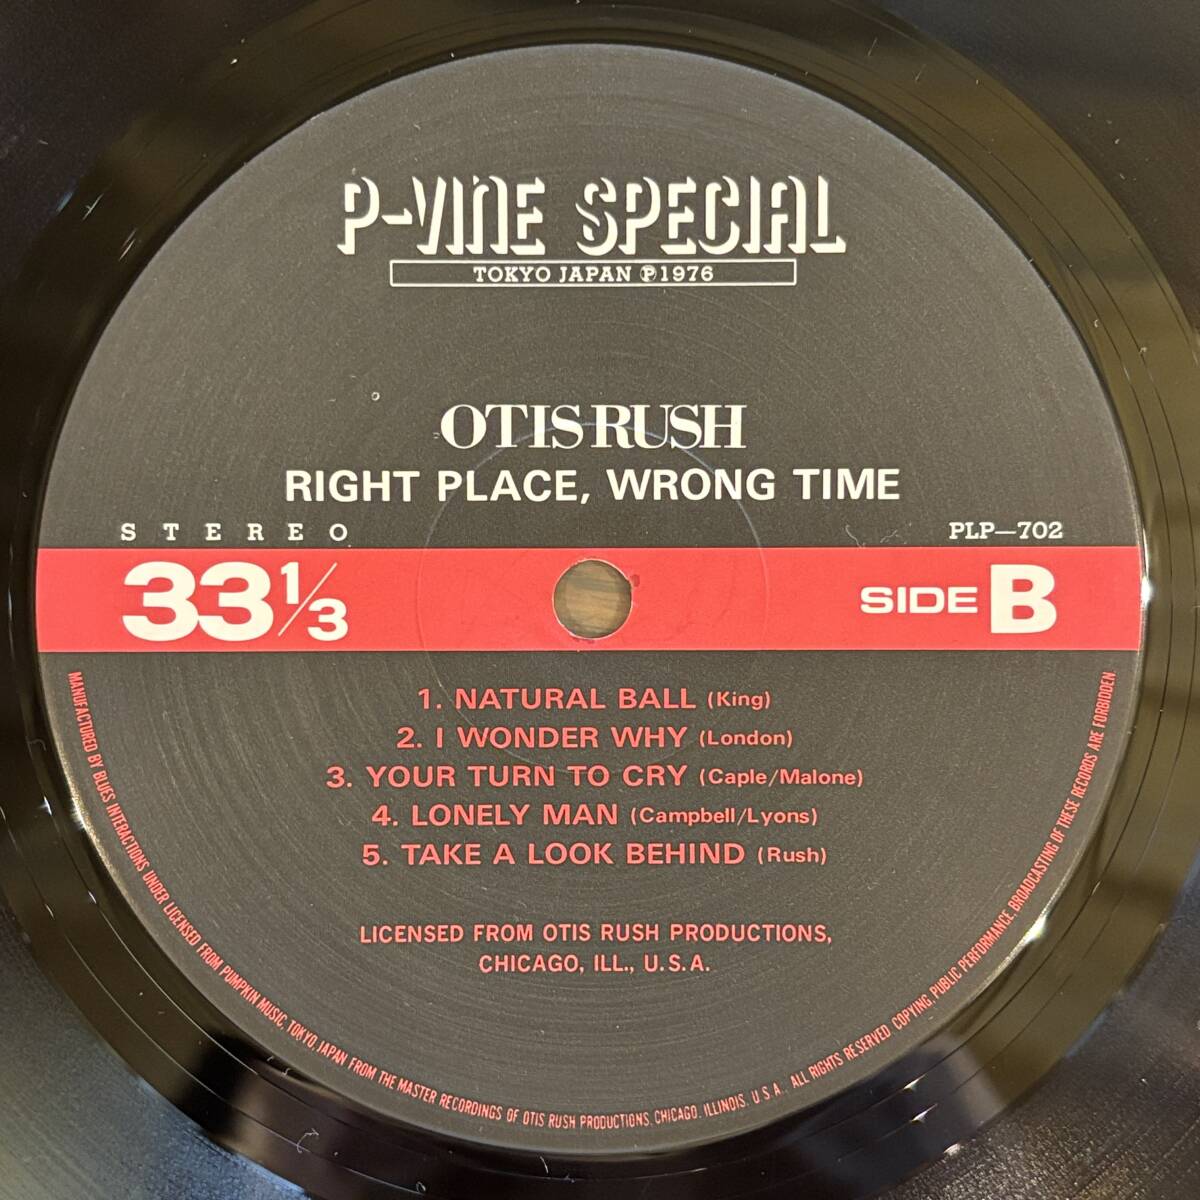 P-VINE SPECIAL
TOKYO JAPAN ℗1976
OTIS RUSH
RIGHT PLACE, WRONG TIME
STEREO
PLP—702
33 1/3
SIDE B
1. NATURAL BALL (King)
2. I WONDER WHY (London)
3. YOUR TURN TO CRY (Caple/Malone)
4. LONELY MAN (Campbell/Lyons)
5. TAKE A LOOK BEHIND (Rush)
LICENSED FROM OTIS RUSH PRODUCTIONS,
CHICAGO, ILL., U.S.A.
MANUFACTURED BY BLUES INTERACTIONS UNDER LICENSED FROM PUMPKIN MUSIC, TOKYO, JAPAN FROM THE MASTER RECORDINGS OF OTIS RUSH PRODUCTIONS, CHICAGO, ILLINOIS, U.S.A., ALL RIGHTS RESERVED COPYING, PUBLIC PERFORMANCE, BROADCASTING OF THESE RECORDS ARE FORBIDDEN